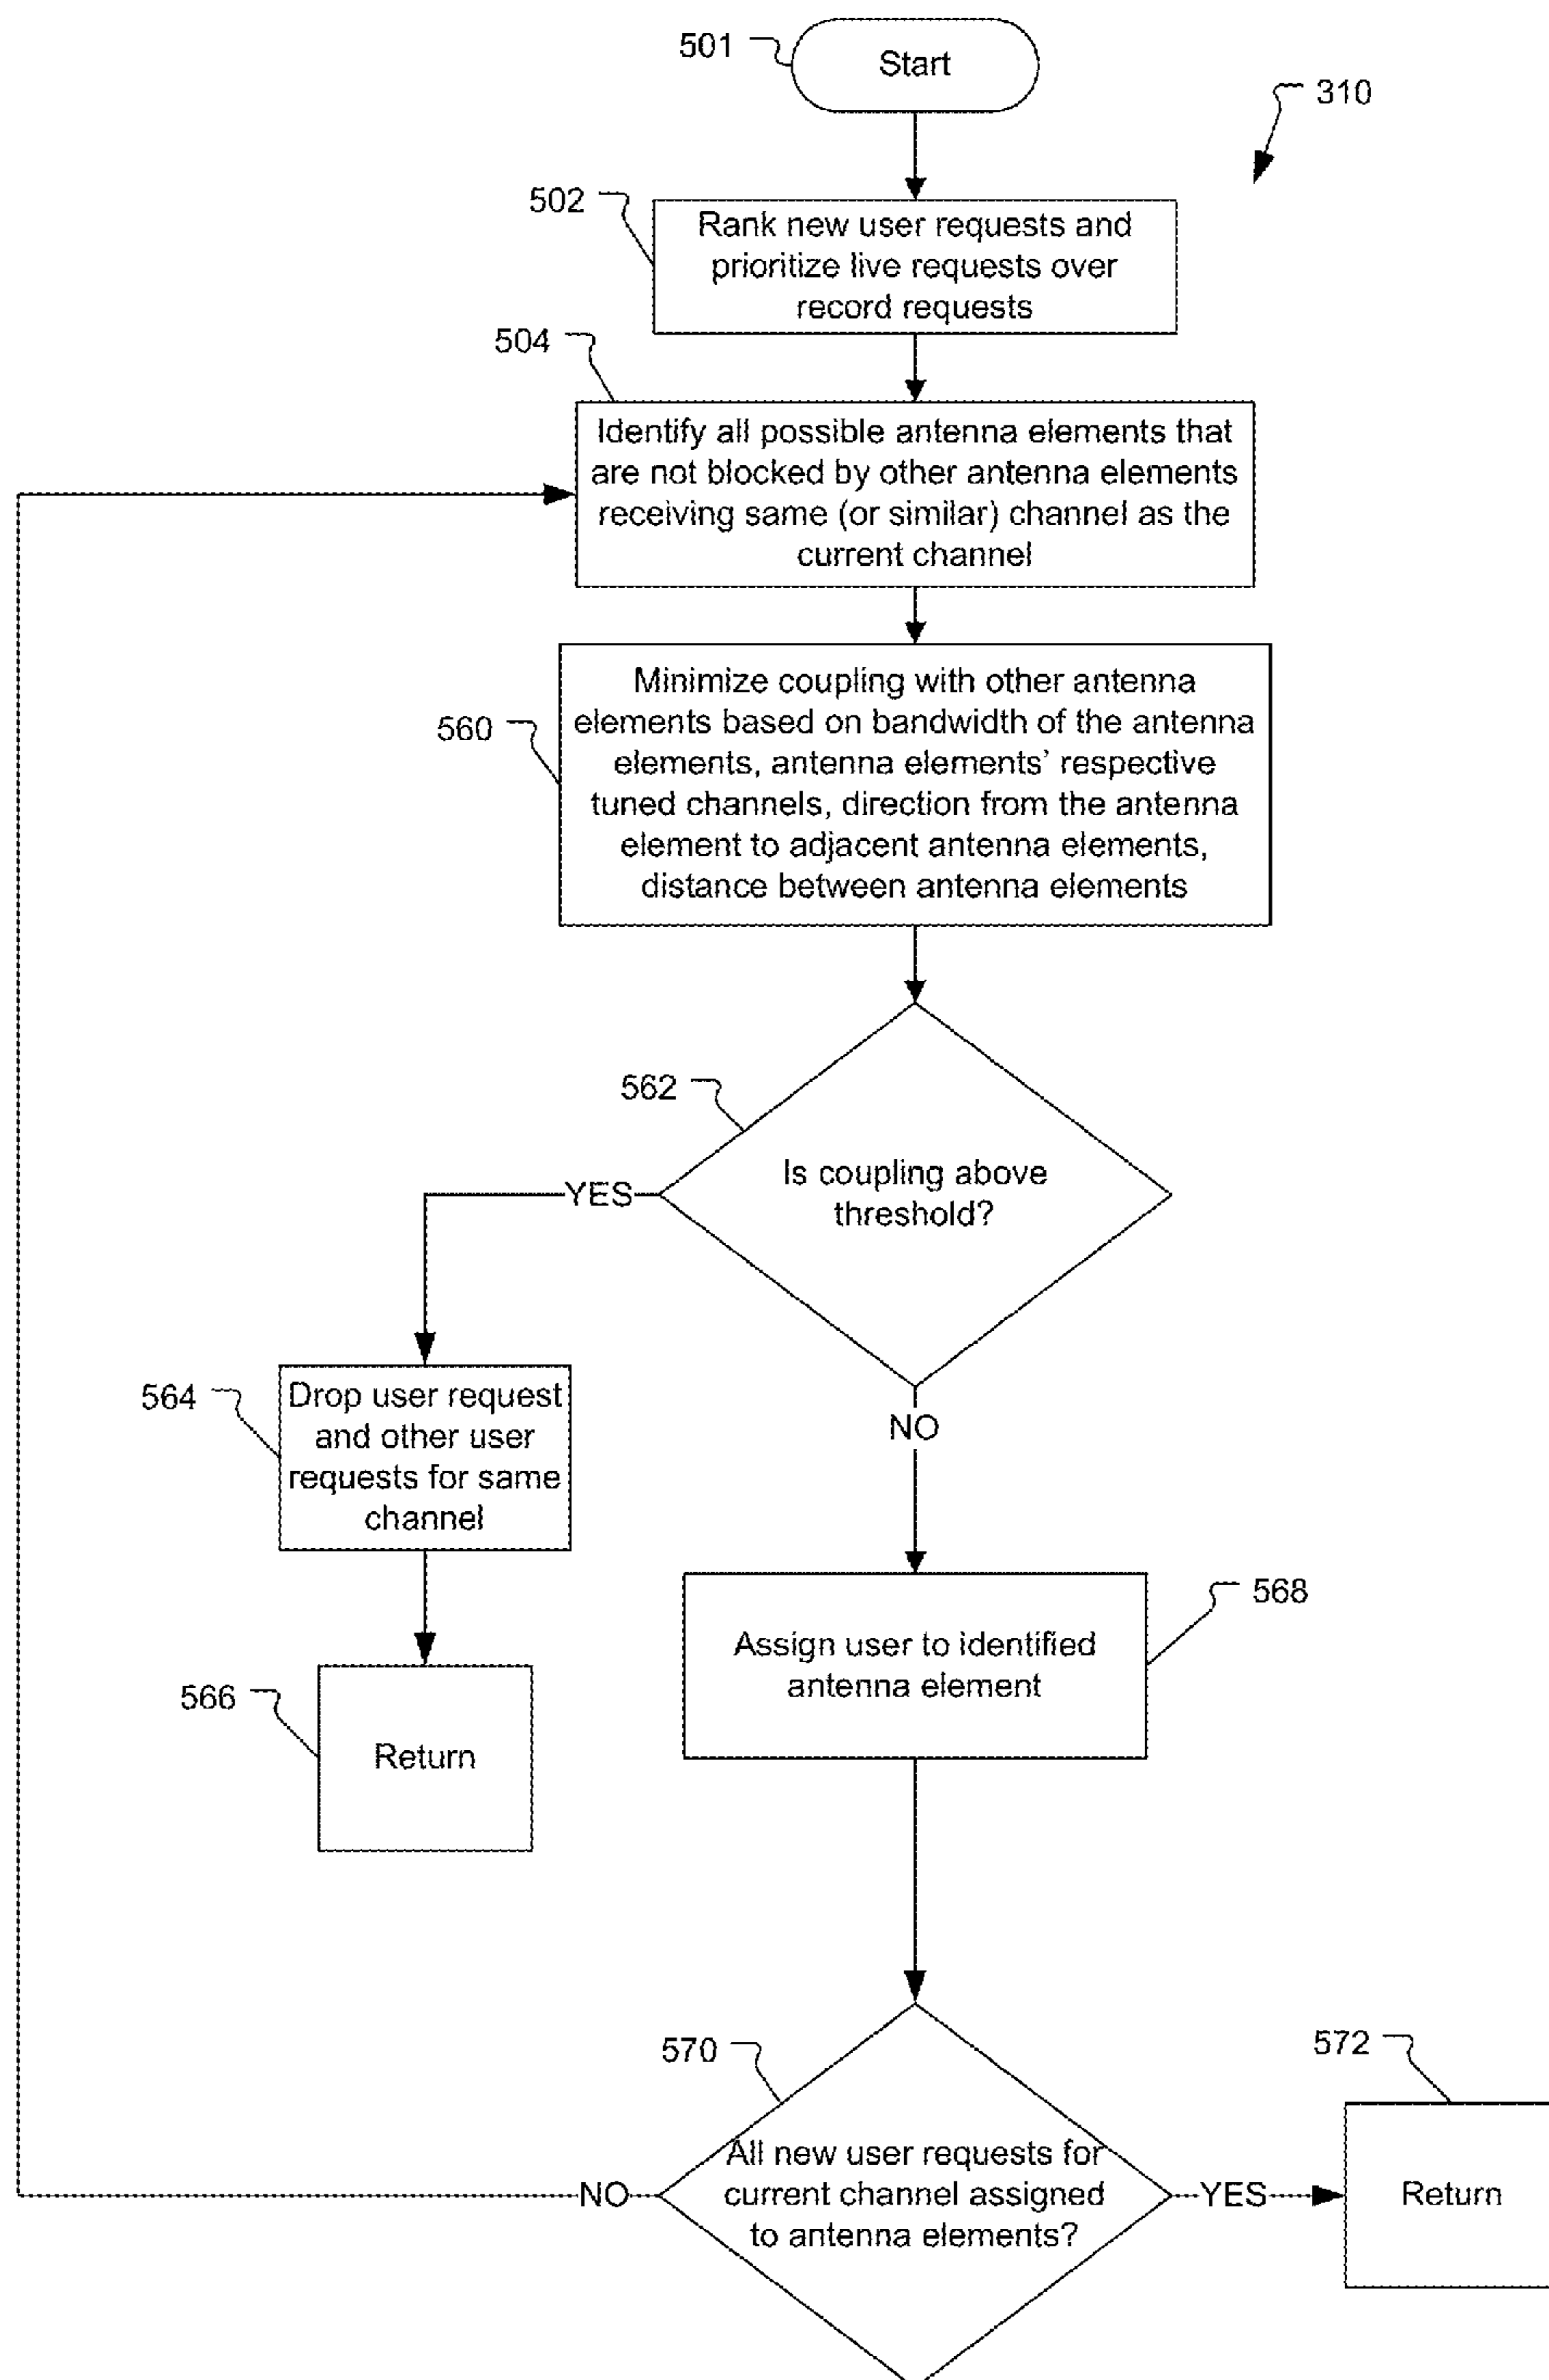 501
Start
310
502
Rank new user requests and
prioritize live requests over
record requests
504
Identify all possible antenna elements that
are not blocked by other antenna elements
receiving same (or similar) channel as the
current channel
560
Minimize coupling with other antenna
elements based on bandwidth of the antenna
elements, antenna elements' respective
tuned channels, direction from the antenna
element to adjacent antenna elements,
distance between antenna elements
562
Is coupling above
threshold?
YES
NO
564
Drop user request
and other user
requests for same
channel
566
Return
568
Assign user to identified
antenna element
570
All new user requests for
current channel assigned
to antenna elements?
NO
YES
572
Return